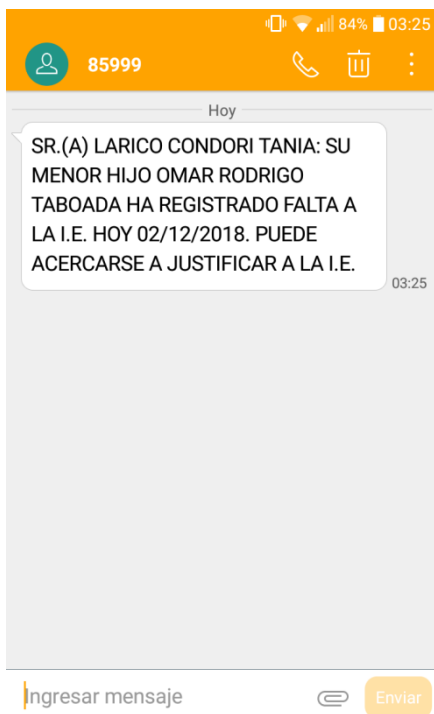 84% 03:25
85999
Hoy
SR.(A) LARICO CONDORI TANIA: SU
MENOR HIJO OMAR RODRIGO
TABOADA HA REGISTRADO FALTA A
LA I.E. HOY 02/12/2018. PUEDE
ACERCARSE A JUSTIFICAR A LA I.E.
03:25
Ingresar mensaje Enviar